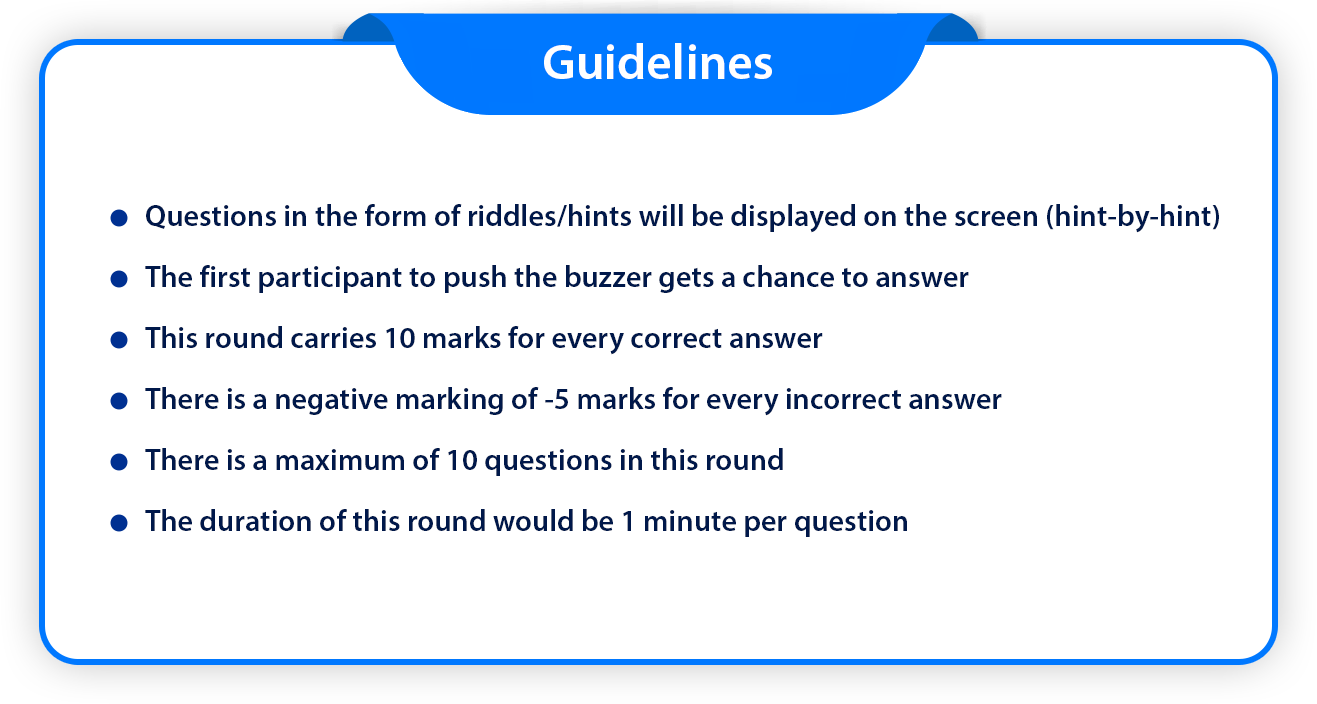 Guidelines
Questions in the form of riddles/hints will be displayed on the screen (hint-by-hint)
The first participant to push the buzzer gets a chance to answer
This round carries 10 marks for every correct answer
There is a negative marking of -5 marks for every incorrect answer
There is a maximum of 10 questions in this round
The duration of this round would be 1 minute per question